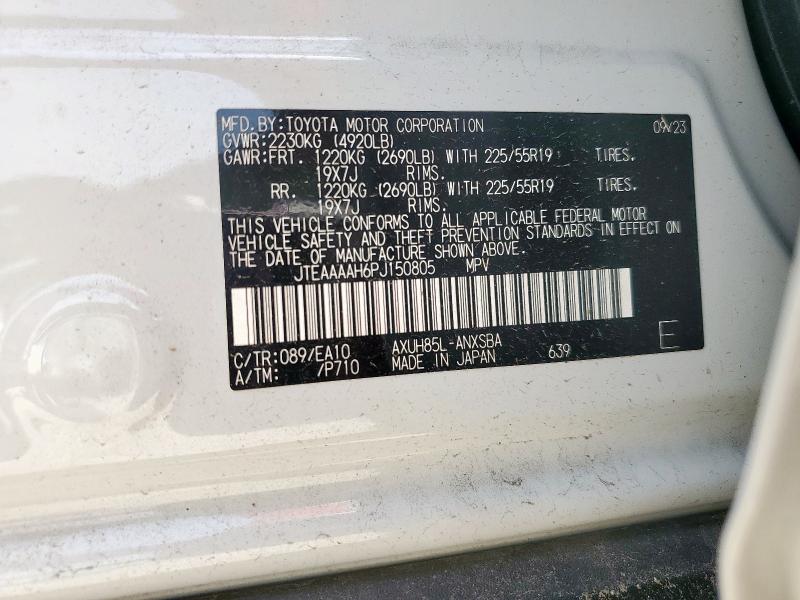 MFD.BY:TOYOTA MOTOR CORPORATION 09/23
GVWR:2230KG (4920LB)
GAWR:FRT. 1220KG (2690LB) WITH 225/55R19 TIRES.
19X7J RIMS.
RR. 1220KG (2690LB) WITH 225/55R19 TIRES.
19X7J RIMS.
THIS VEHICLE CONFORMS TO ALL APPLICABLE FEDERAL MOTOR
VEHICLE SAFETY AND THEFT PREVENTION STANDARDS IN EFFECT ON
THE DATE OF MANUFACTURE SHOWN ABOVE.
JTEAAAAH6PJ150805 MPV
C/TR:089/EA10 AXUH85L-ANXSBA 639 E
A/TM: /P710 MADE IN JAPAN